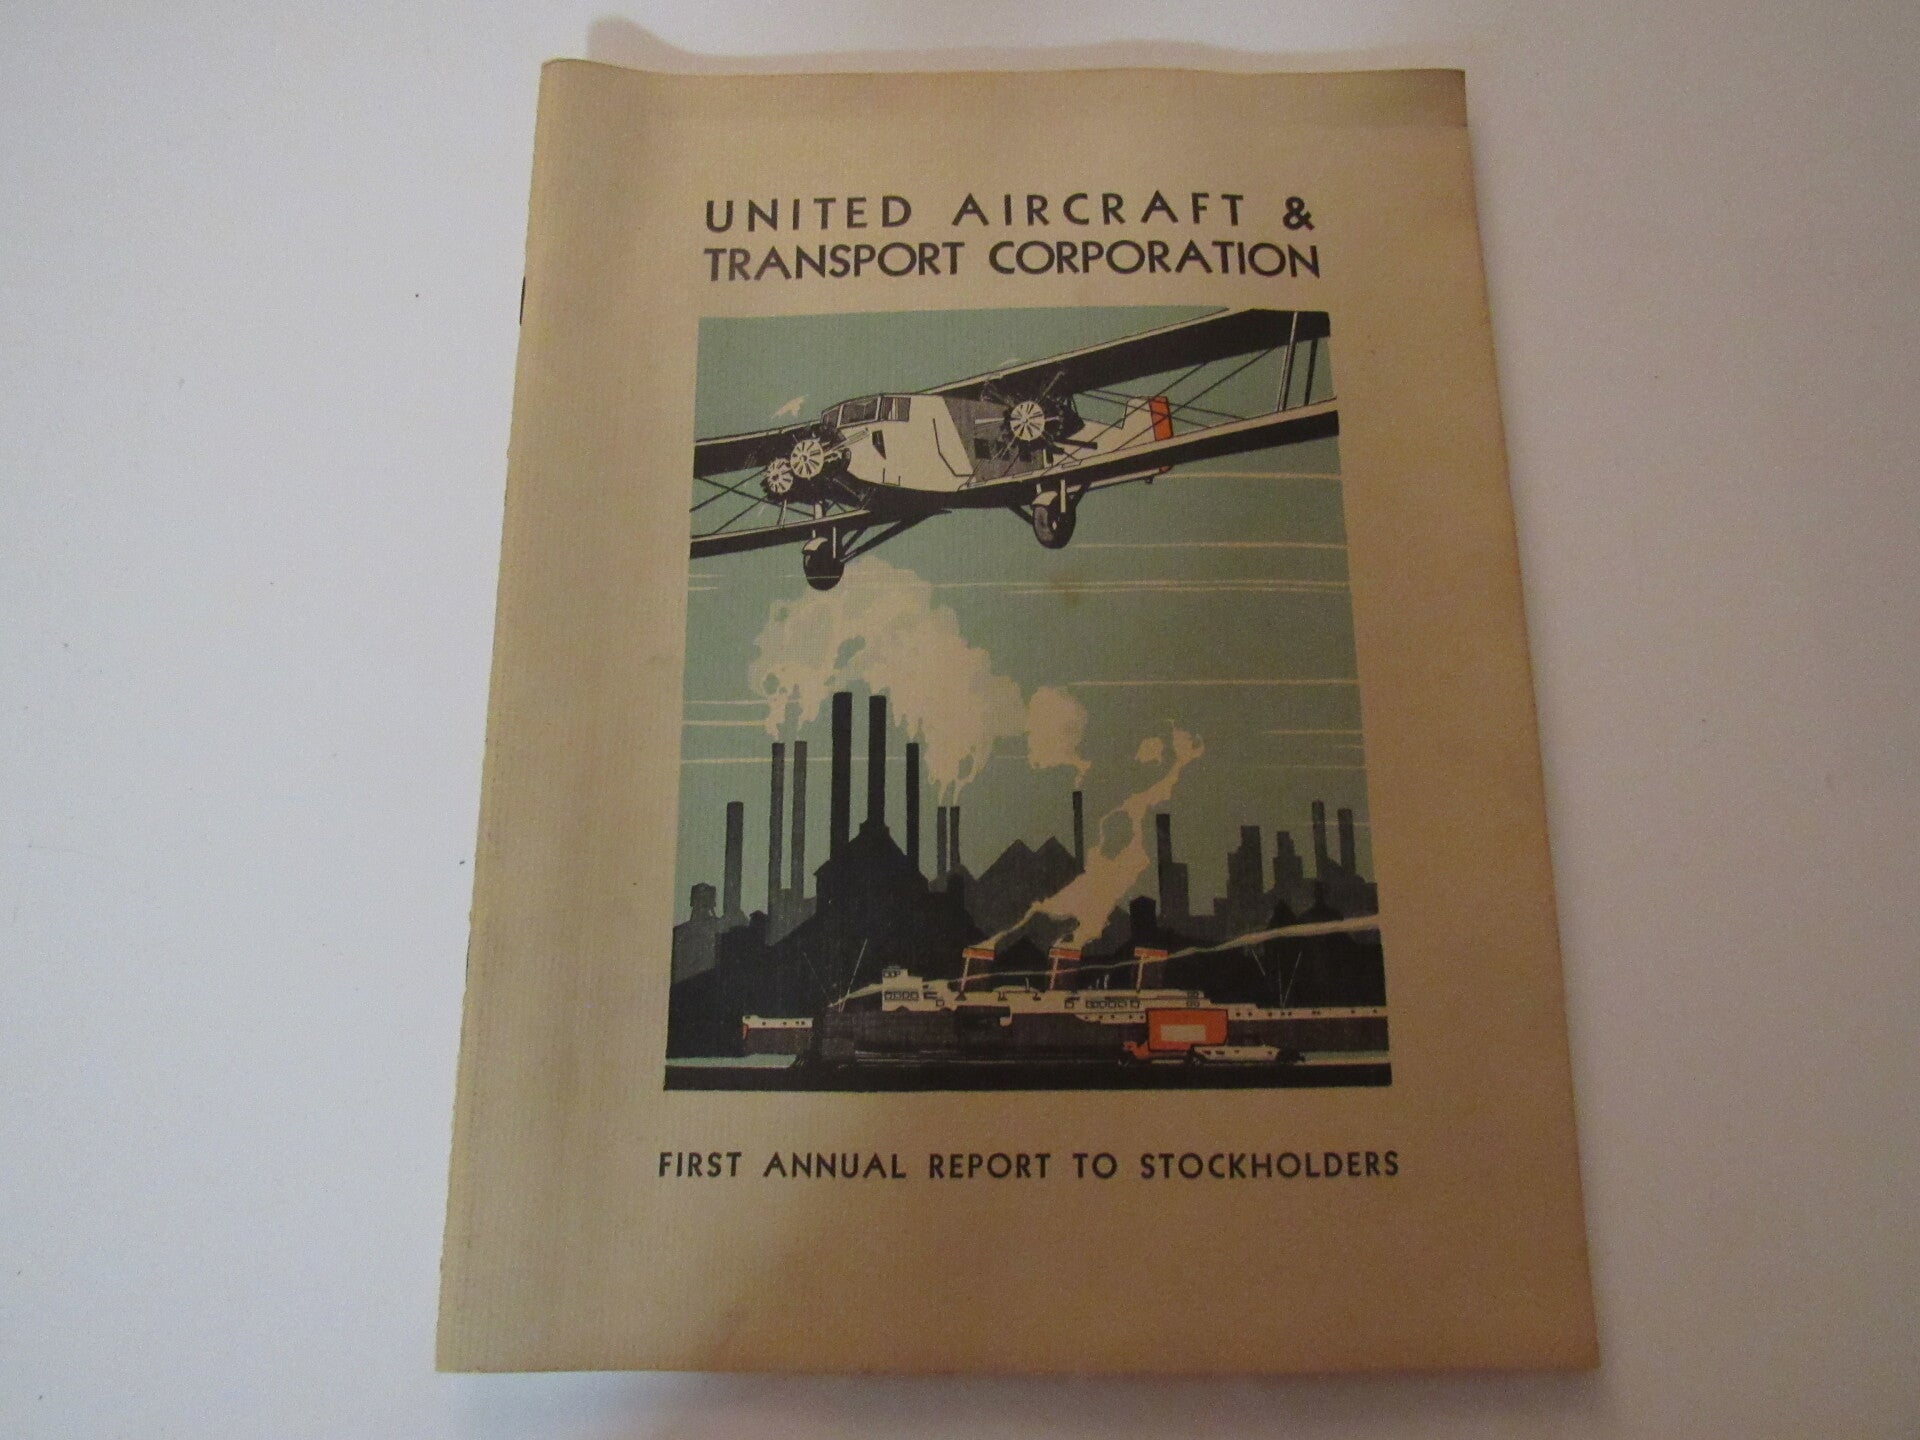 UNITED AIRCRAFT &
TRANSPORT CORPORATION
FIRST ANNUAL REPORT TO STOCKHOLDERS